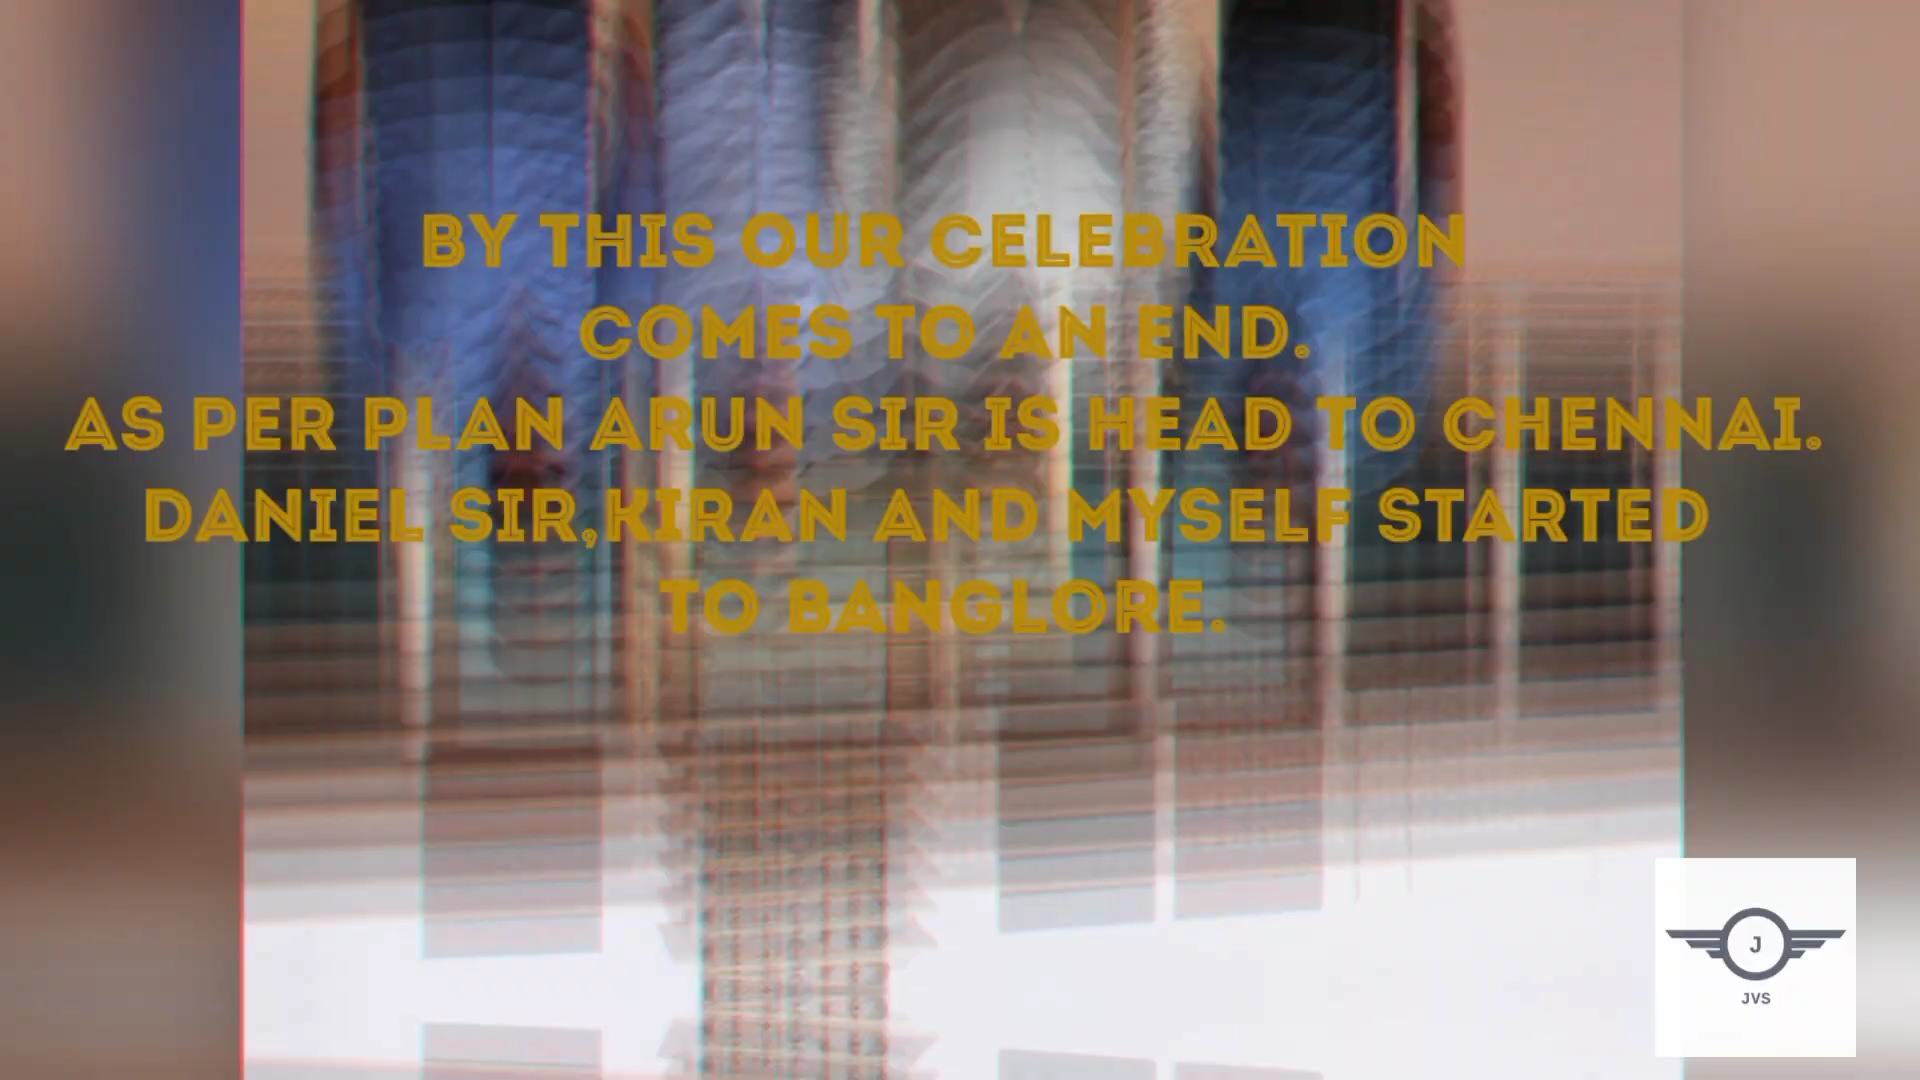 BY THIS OUR CELEBRATION
COMES TO AN END.
AS PER PLAN ARUN SIR IS HEAD TO CHENNAI.
DANIEL SIR,KIRAN AND MYSELF STARTED
TO BANGLORE.
J
JVS